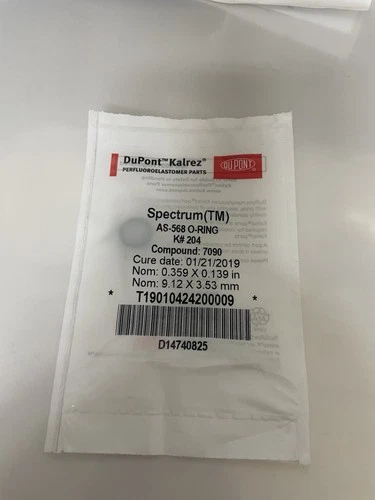 DuPont™ Kalrez®
PERFLUOROELASTOMER PARTS
DUPONT
Spectrum(TM)
AS-568 O-RING
K# 204
Compound: 7090
Cure date: 01/21/2019
Nom: 0.359 X 0.139 in
Nom: 9.12 X 3.53 mm
* T19010424200009 *
D14740825